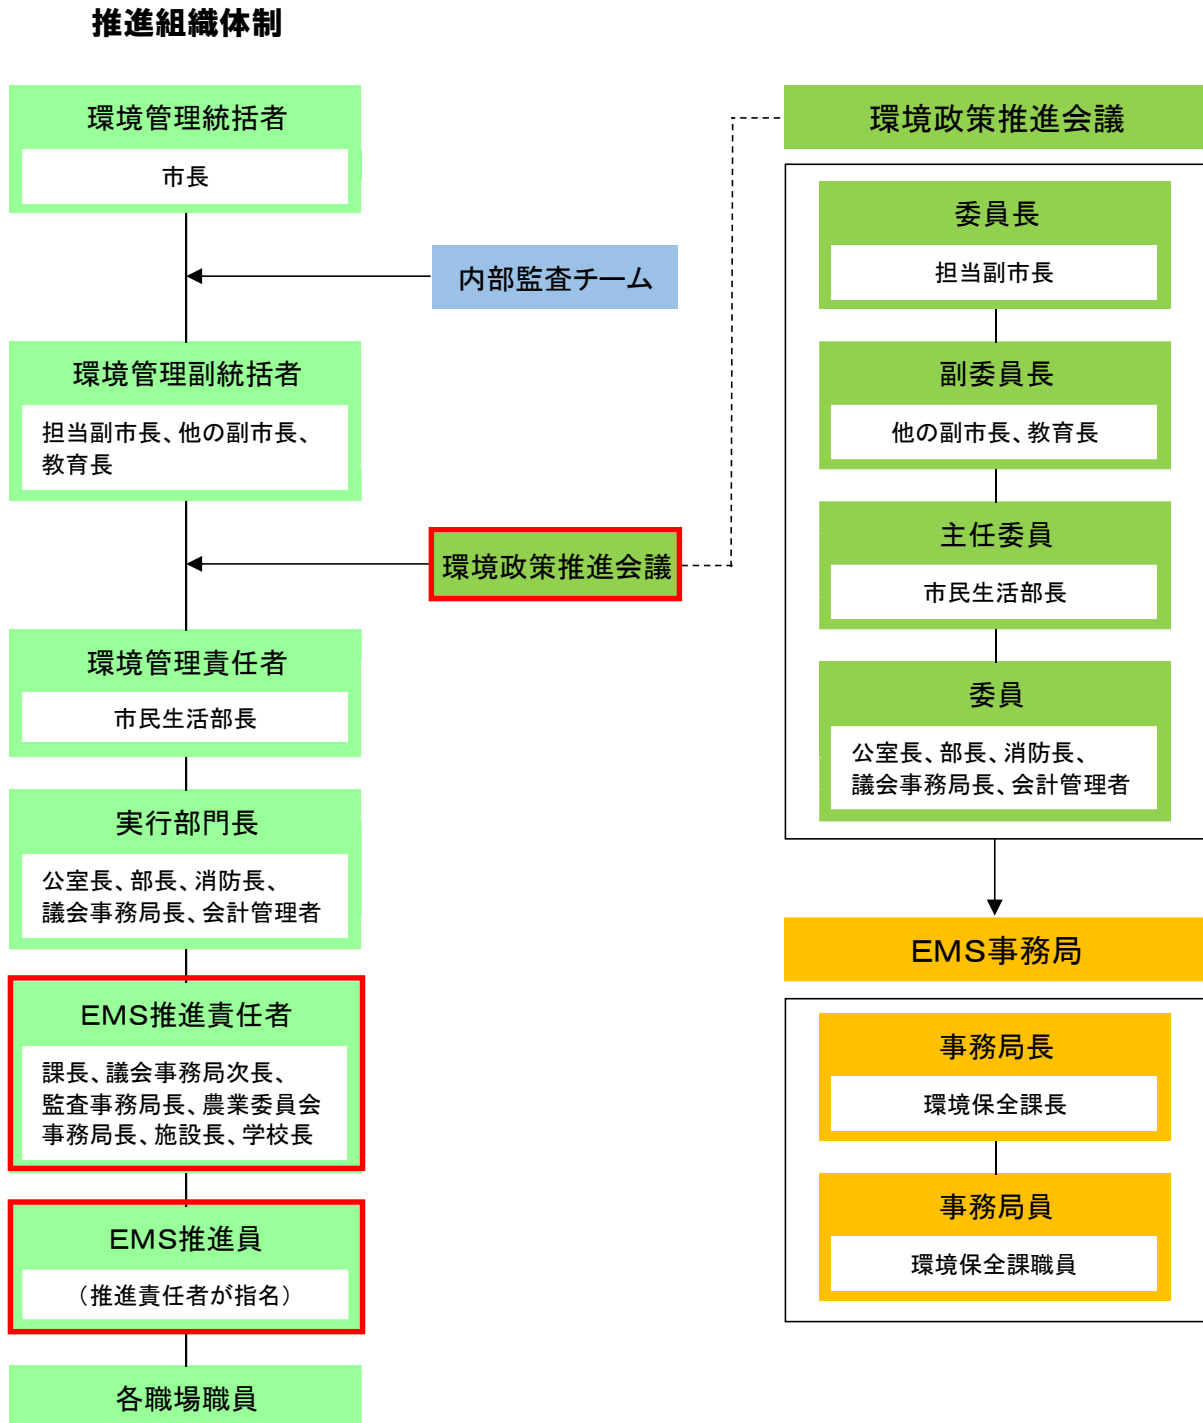 推進組織体制
環境管理統括者
市長
内部監査チーム
環境管理副統括者
担当副市長、他の副市長、
教育長
環境政策推進会議
環境管理責任者
市民生活部長
実行部門長
公室長、部長、消防長、
議会事務局長、会計管理者
EMS推進責任者
課長、議会事務局次長、
監査事務局長、農業委員会
事務局長、施設長、学校長
EMS推進員
（推進責任者が指名）
各職場職員
環境政策推進会議
委員長
担当副市長
副委員長
他の副市長、教育長
主任委員
市民生活部長
委員
公室長、部長、消防長、
議会事務局長、会計管理者
EMS事務局
事務局長
環境保全課長
事務局員
環境保全課職員